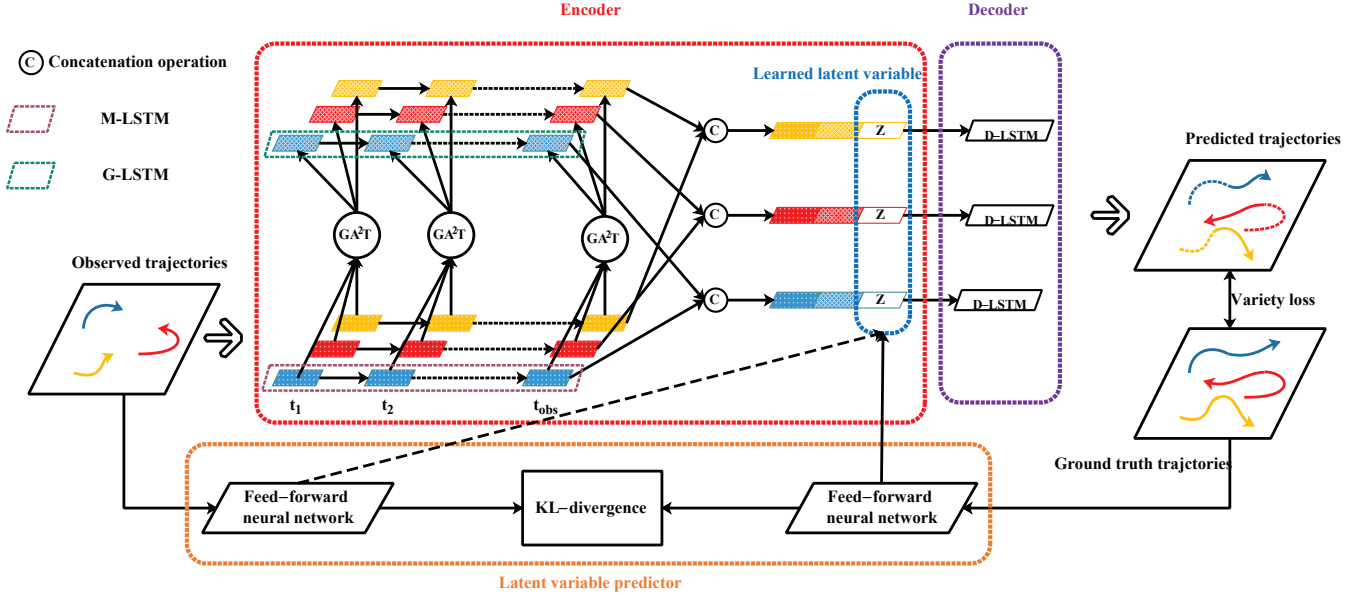 Encoder
Decoder
C Concatenation operation
M-LSTM
G-LSTM
Learned latent variable
C
Z
D-LSTM
C
Z
D-LSTM
C
Z
D-LSTM
GA²T
GA²T
GA²T
Observed trajectories
Predicted trajectories
Variety loss
t1
t2
tobs
Ground truth trajctories
Feed-forward
neural network
KL-divergence
Feed-forward
neural network
Latent variable predictor